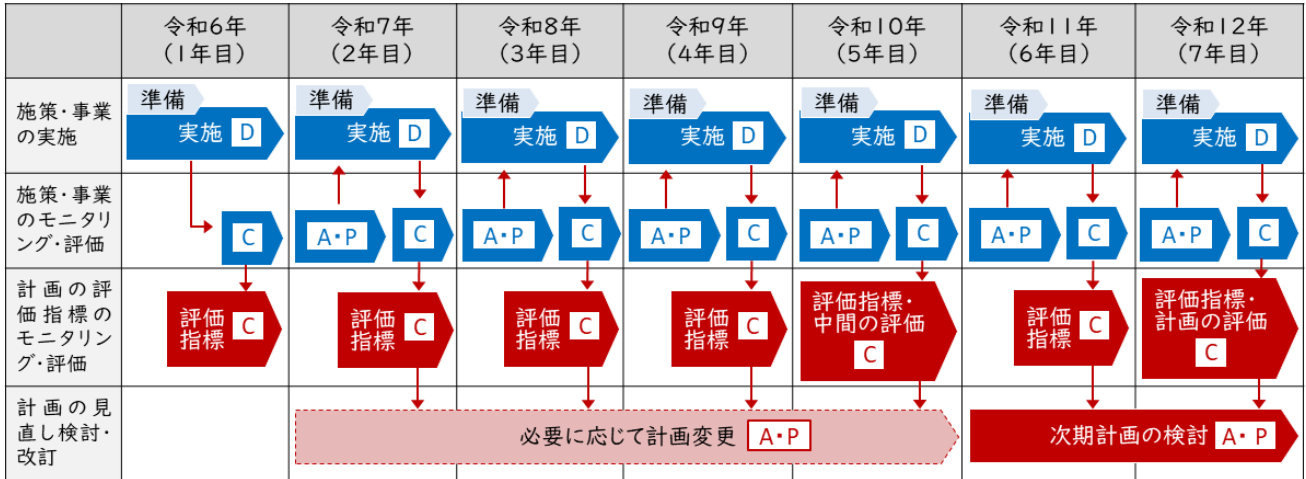 令和6年
(1年目)
令和7年
(2年目)
令和8年
(3年目)
令和9年
(4年目)
令和10年
(5年目)
令和11年
(6年目)
令和12年
(7年目)
施策・事業
の実施
準備
実施 D
準備
実施 D
準備
実施 D
準備
実施 D
準備
実施 D
準備
実施 D
準備
実施 D
施策・事業
のモニタリ
ング・評価
C
A・P
C
A・P
C
A・P
C
A・P
C
A・P
C
A・P
C
計画の評
価指標の
モニタリン
グ・評価
評価
指標
C
評価
指標
C
評価
指標
C
評価
指標
C
評価指標・
中間の評価
C
評価
指標
C
評価指標・
計画の評価
C
計画の見
直し検討・
改訂
必要に応じて計画変更 A・P
次期計画の検討 A・P